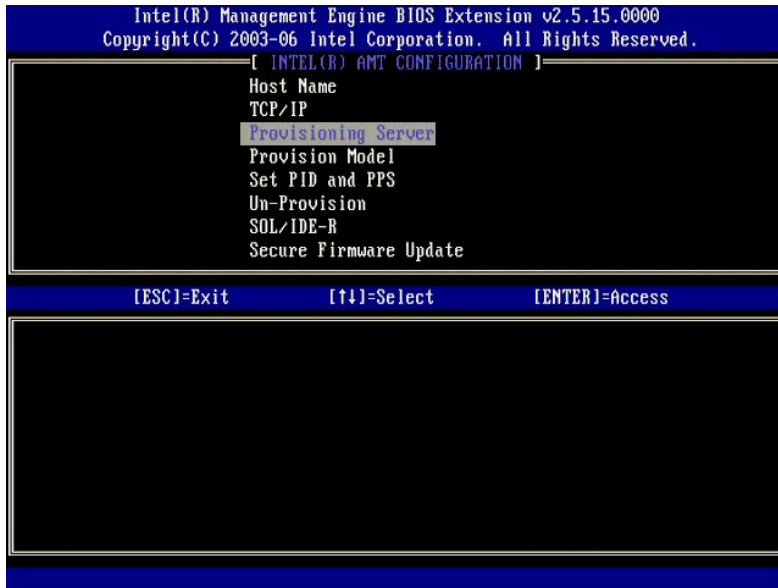 Intel(R) Management Engine BIOS Extension v2.5.15.0000
Copyright(C) 2003-06 Intel Corporation. All Rights Reserved.
[ INTEL(R) AMT CONFIGURATION ]
Host Name
TCP/IP
Provisioning Server
Provision Model
Set PID and PPS
Un-Provision
SOL/IDE-R
Secure Firmware Update
[ESC]=Exit [↑↓]=Select [ENTER]=Access